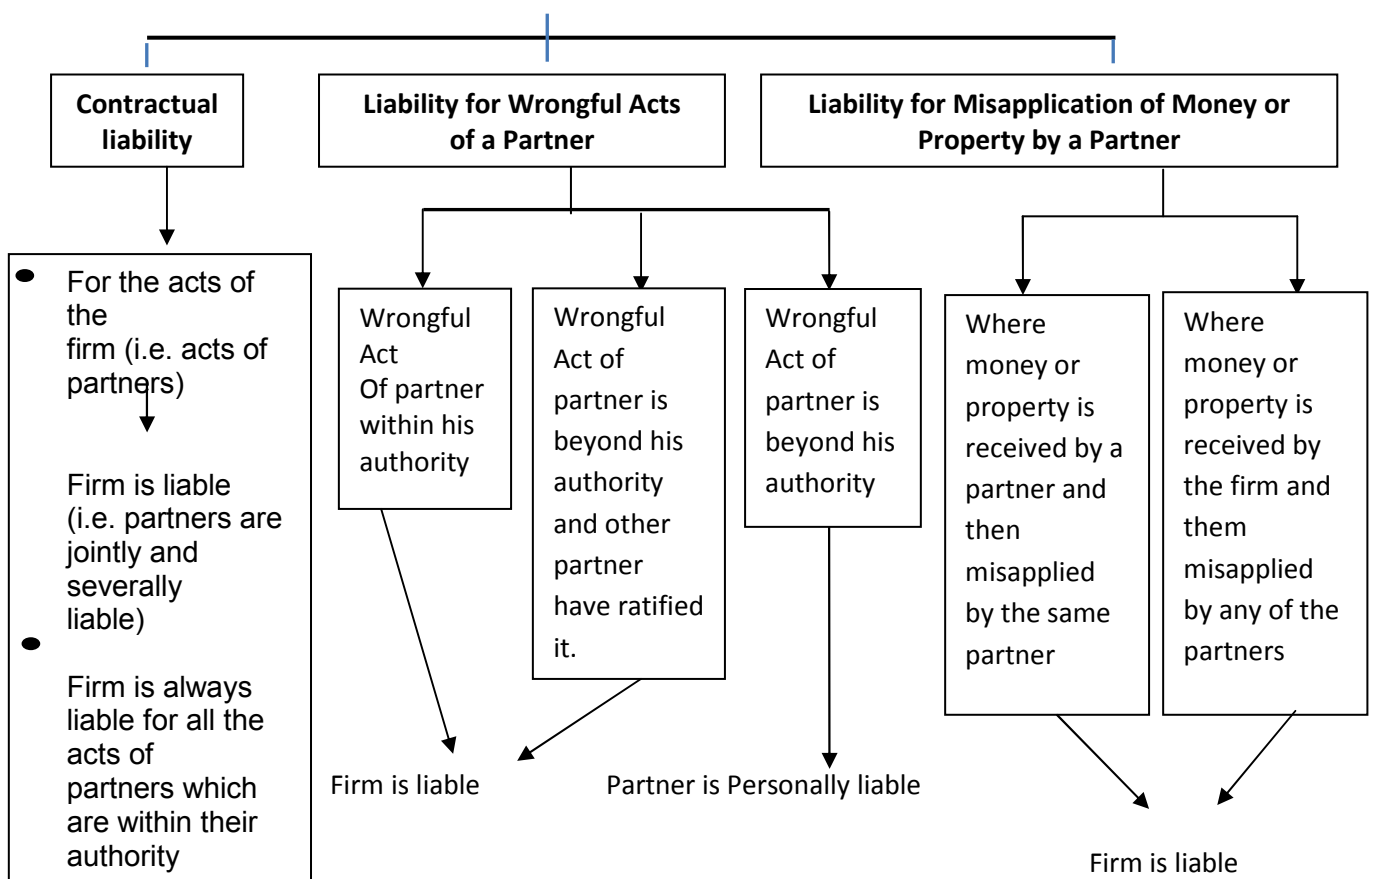 Contractual
liability
Liability for Wrongful Acts
of a Partner
Liability for Misapplication of Money or
Property by a Partner
For the acts of
the
firm (i.e. acts of
partners)
Firm is liable
(i.e. partners are
jointly and
severally
liable)
Firm is always
liable for all the
acts of
partners which
are within their
authority
Wrongful
Act
Of partner
within his
authority
Wrongful
Act of
partner is
beyond his
authority
and other
partner
have ratified
it.
Wrongful
Act of
partner is
beyond his
authority
Where
money or
property is
received by a
partner and
then
misapplied
by the same
partner
Where
money or
property is
received by
the firm and
them
misapplied
by any of the
partners
Firm is liable
Partner is Personally liable
Firm is liable